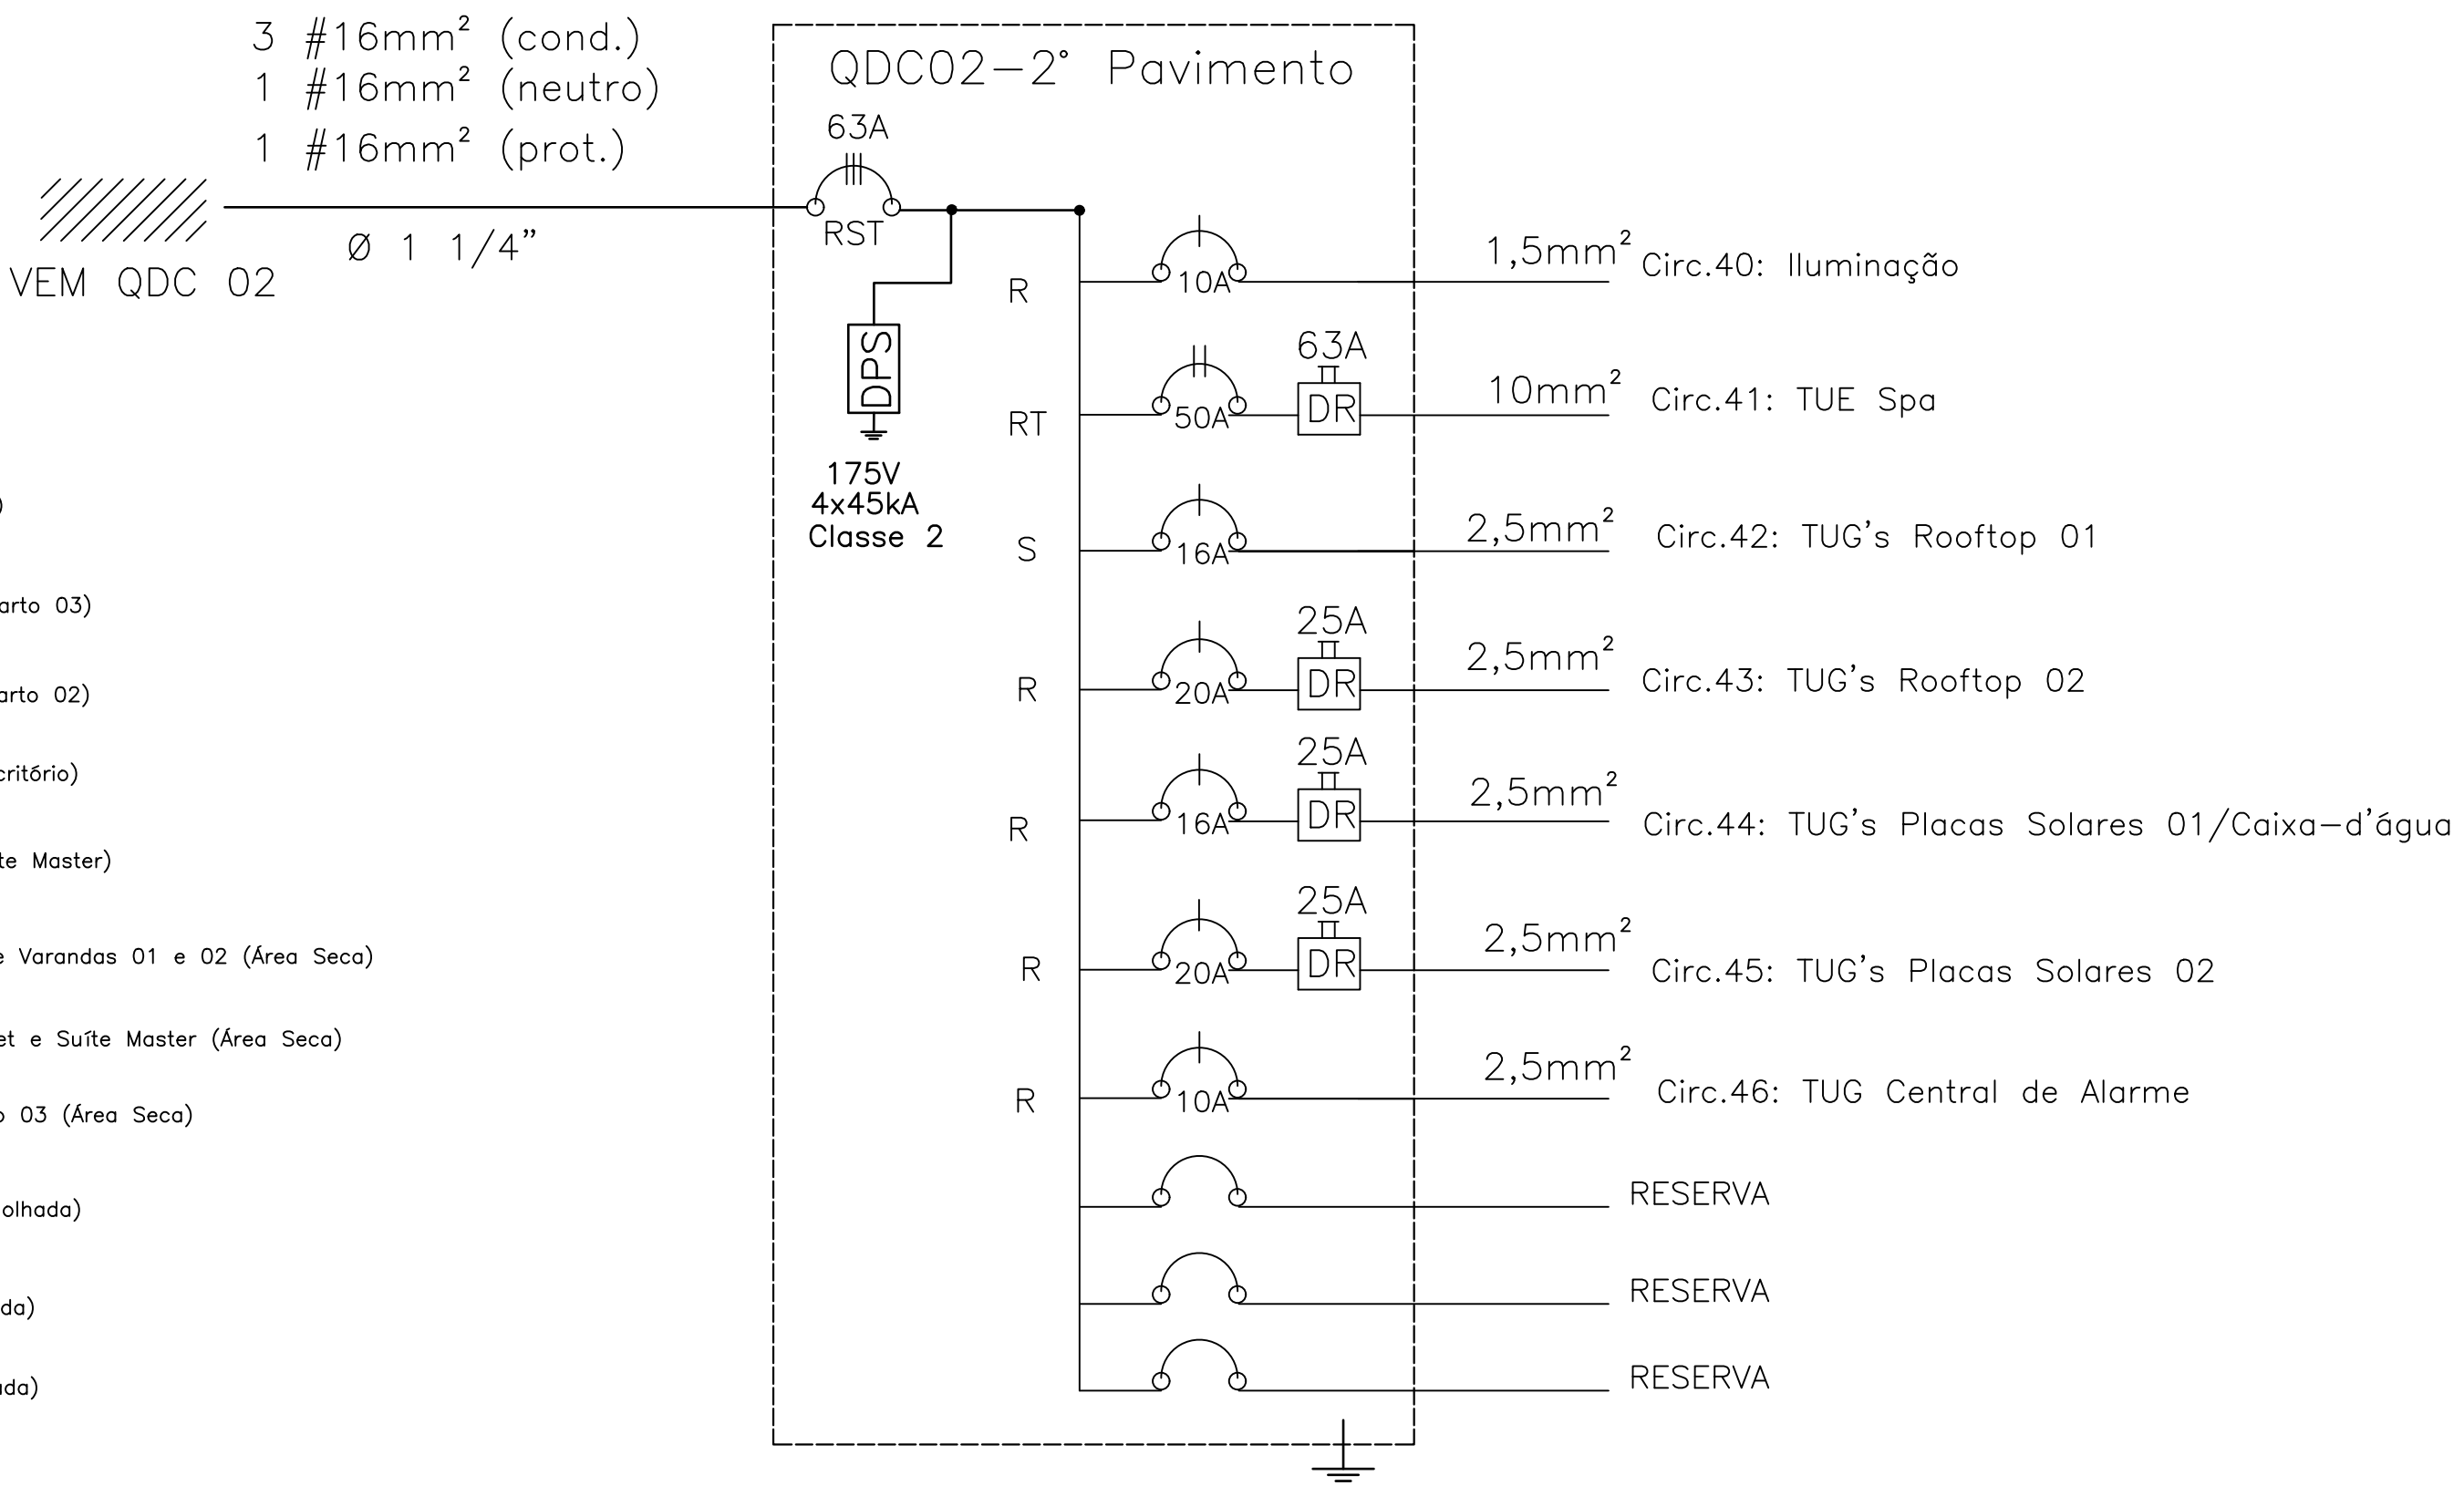 3 #16mm² (cond.)
1 #16mm² (neutro)
1 #16mm² (prot.)
Ø 1 1/4”
VEM QDC 02
QDC02-2° Pavimento
63A
RST
DPS
175V
4x45kA
Classe 2
R 10A 1,5mm² Circ.40: Iluminação
RT 50A 63A DR 10mm² Circ.41: TUE Spa
S 16A 2,5mm² Circ.42: TUG's Rooftop 01
R 20A 25A DR 2,5mm² Circ.43: TUG's Rooftop 02
R 16A 25A DR 2,5mm² Circ.44: TUG's Placas Solares 01/Caixa-d'água
R 20A 25A DR 2,5mm² Circ.45: TUG's Placas Solares 02
R 10A 2,5mm² Circ.46: TUG Central de Alarme
RESERVA
RESERVA
RESERVA
)
arto 03)
arto 02)
critório)
te Master)
e Varandas 01 e 02 (Área Seca)
et e Suíte Master (Área Seca)
o 03 (Área Seca)
olhada)
da)
ada)